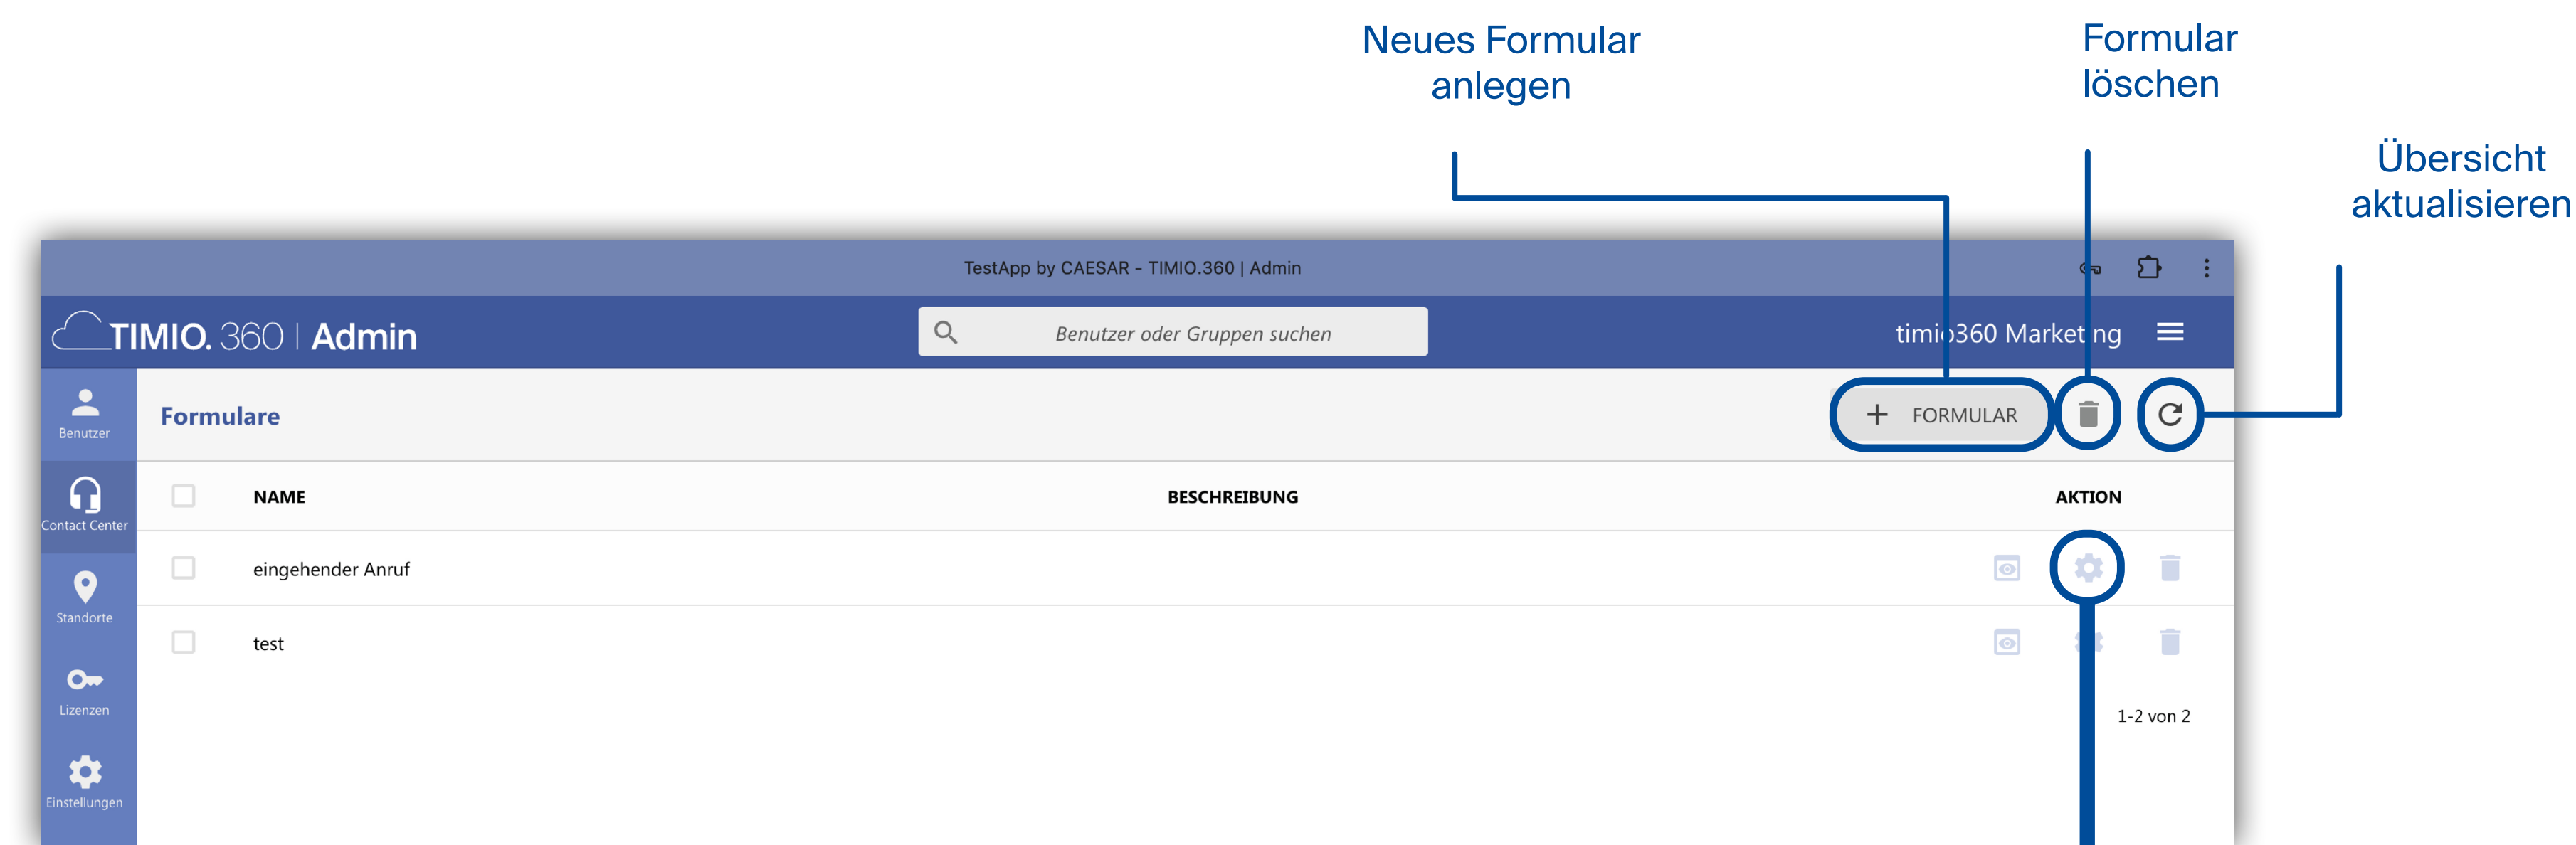 Neues Formular
anlegen
Formular
löschen
Übersicht
aktualisieren
TestApp by CAESAR - TIMIO.360 | Admin
TIMIO. 360 | Admin
Benutzer oder Gruppen suchen
timio360 Marketing
Benutzer
Formulare
+ FORMULAR
Contact Center
NAME BESCHREIBUNG AKTION
eingehender Anruf
Standorte
test
Lizenzen
1-2 von 2
Einstellungen